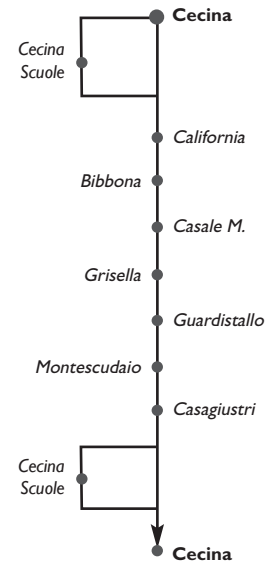 Cecina
Cecina
Scuole
California
Bibbona
Casale M.
Grisella
Guardistallo
Montescudaio
Casagiustri
Cecina
Scuole
Cecina